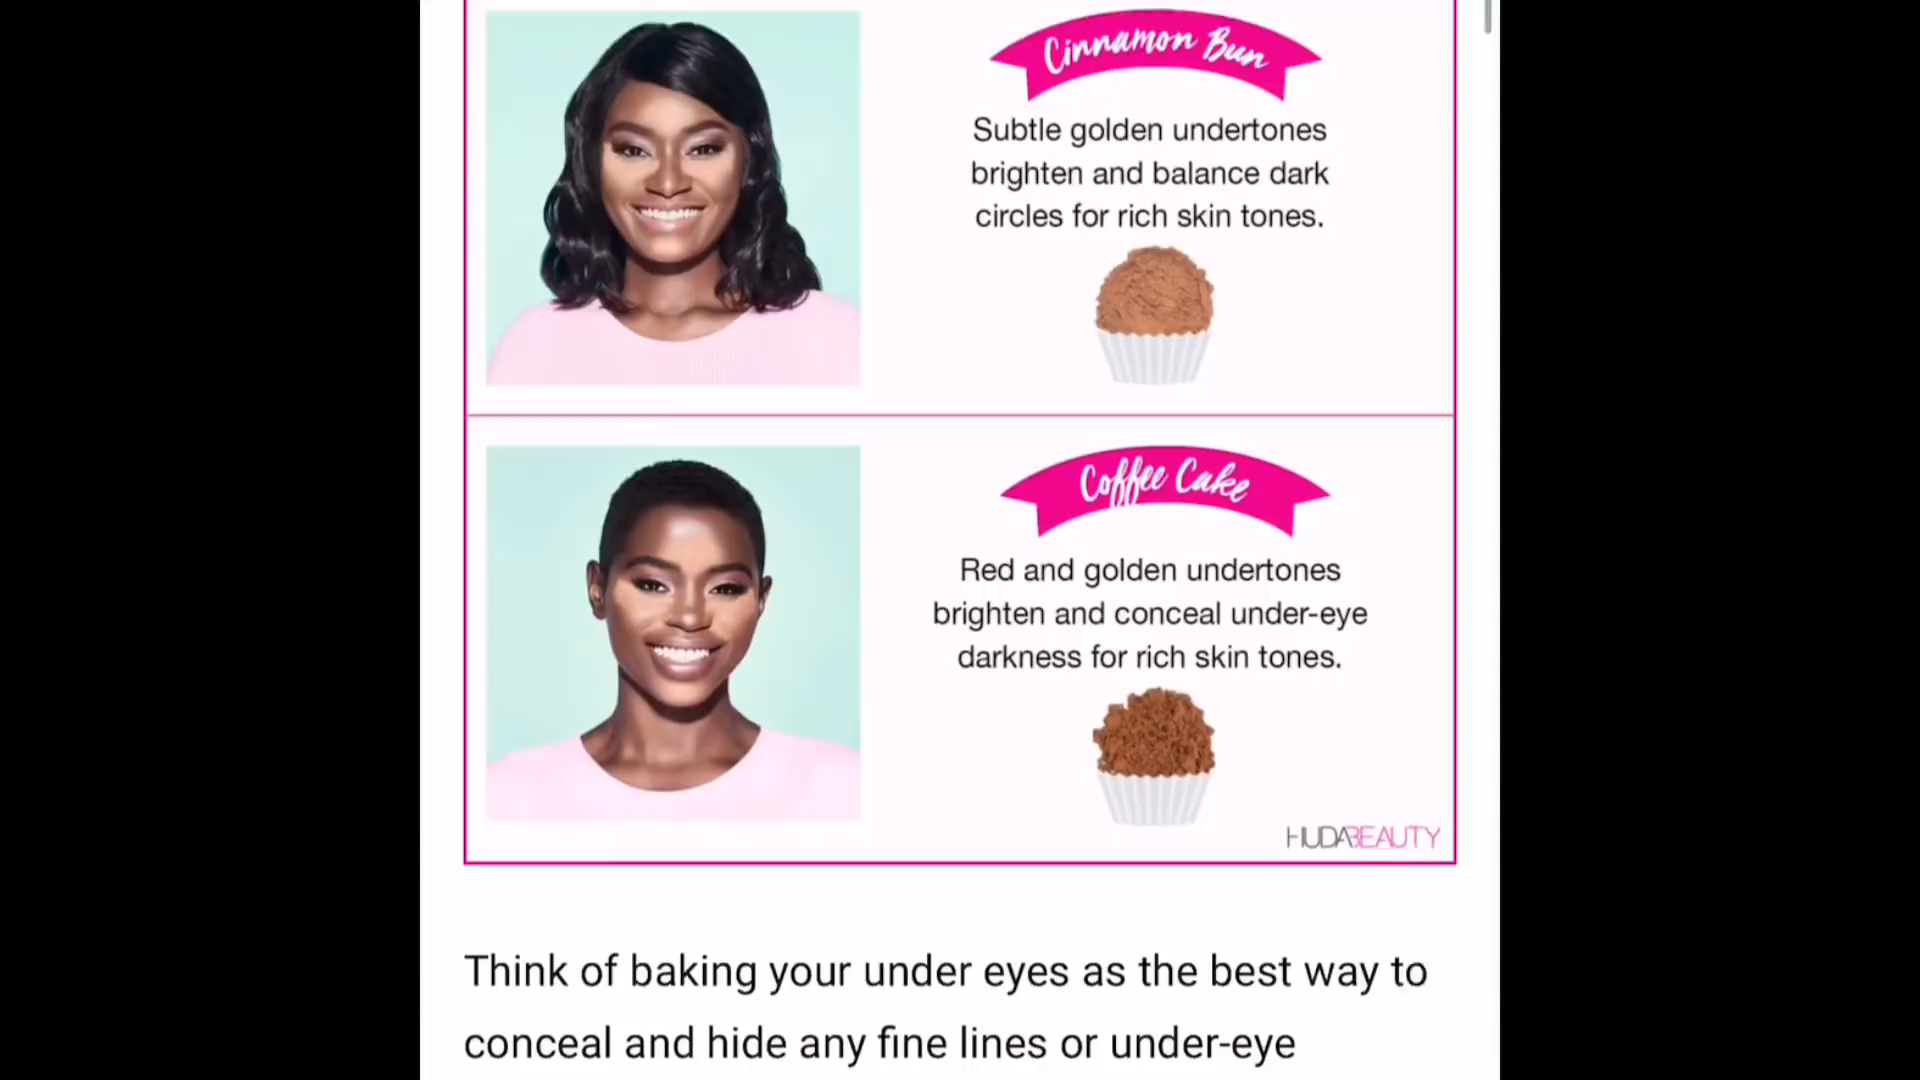 Cinnamon Bun
Subtle golden undertones
brighten and balance dark
circles for rich skin tones.
Coffee Cake
Red and golden undertones
brighten and conceal under-eye
darkness for rich skin tones.
HUDABEAUTY
Think of baking your under eyes as the best way to
conceal and hide any fine lines or under-eye